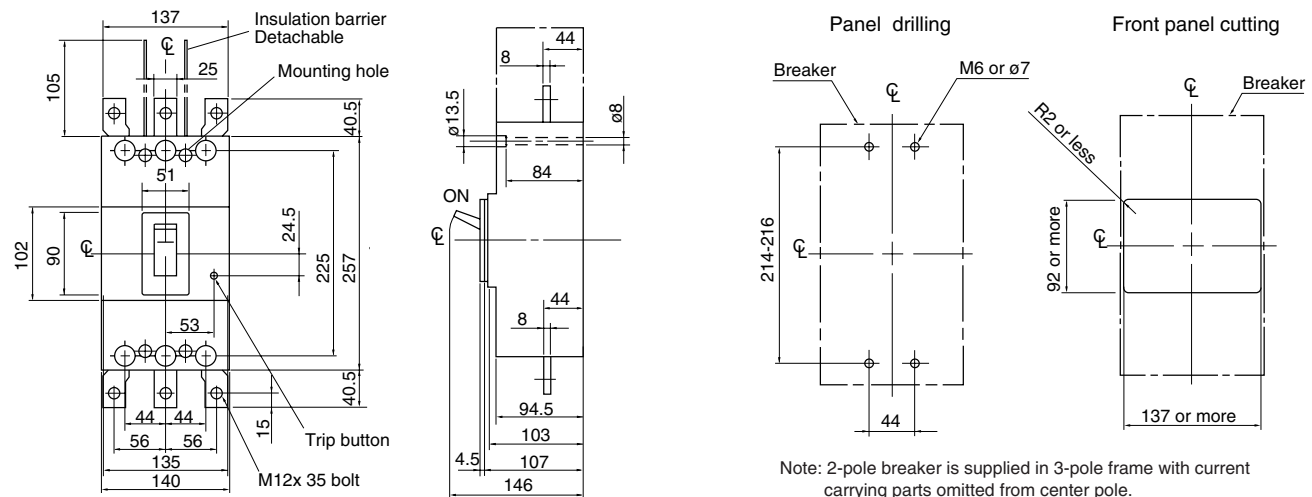 137
Insulation barrier
Detachable
℄
25
Mounting hole
105
40.5
51
24.5
102
90
℄
225
257
53
40.5
44
44
15
Trip button
56
56
135
M12x 35 bolt
140
44
8
ø13.5
ø8
84
ON
℄
44
8
94.5
103
4.5
107
146
Panel drilling
Breaker
M6 or ø7
℄
214-216
℄
44
Front panel cutting
℄
Breaker
R2 or less
℄
92 or more
137 or more
Note: 2-pole breaker is supplied in 3-pole frame with current
carrying parts omitted from center pole.